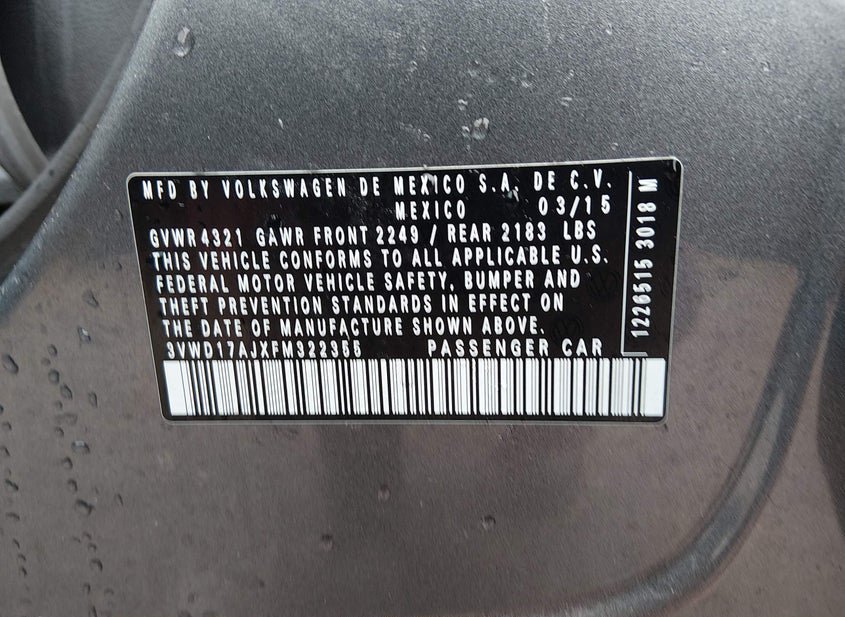 MFD BY VOLKSWAGEN DE MEXICO S.A. DE C.V.
MEXICO 03/15
GVWR 4321 GAWR FRONT 2249 / REAR 2183 LBS
THIS VEHICLE CONFORMS TO ALL APPLICABLE U.S.
FEDERAL MOTOR VEHICLE SAFETY, BUMPER AND
THEFT PREVENTION STANDARDS IN EFFECT ON
THE DATE OF MANUFACTURE SHOWN ABOVE.
3VWD17AJXFM322355 PASSENGER CAR
1226515 3018 M